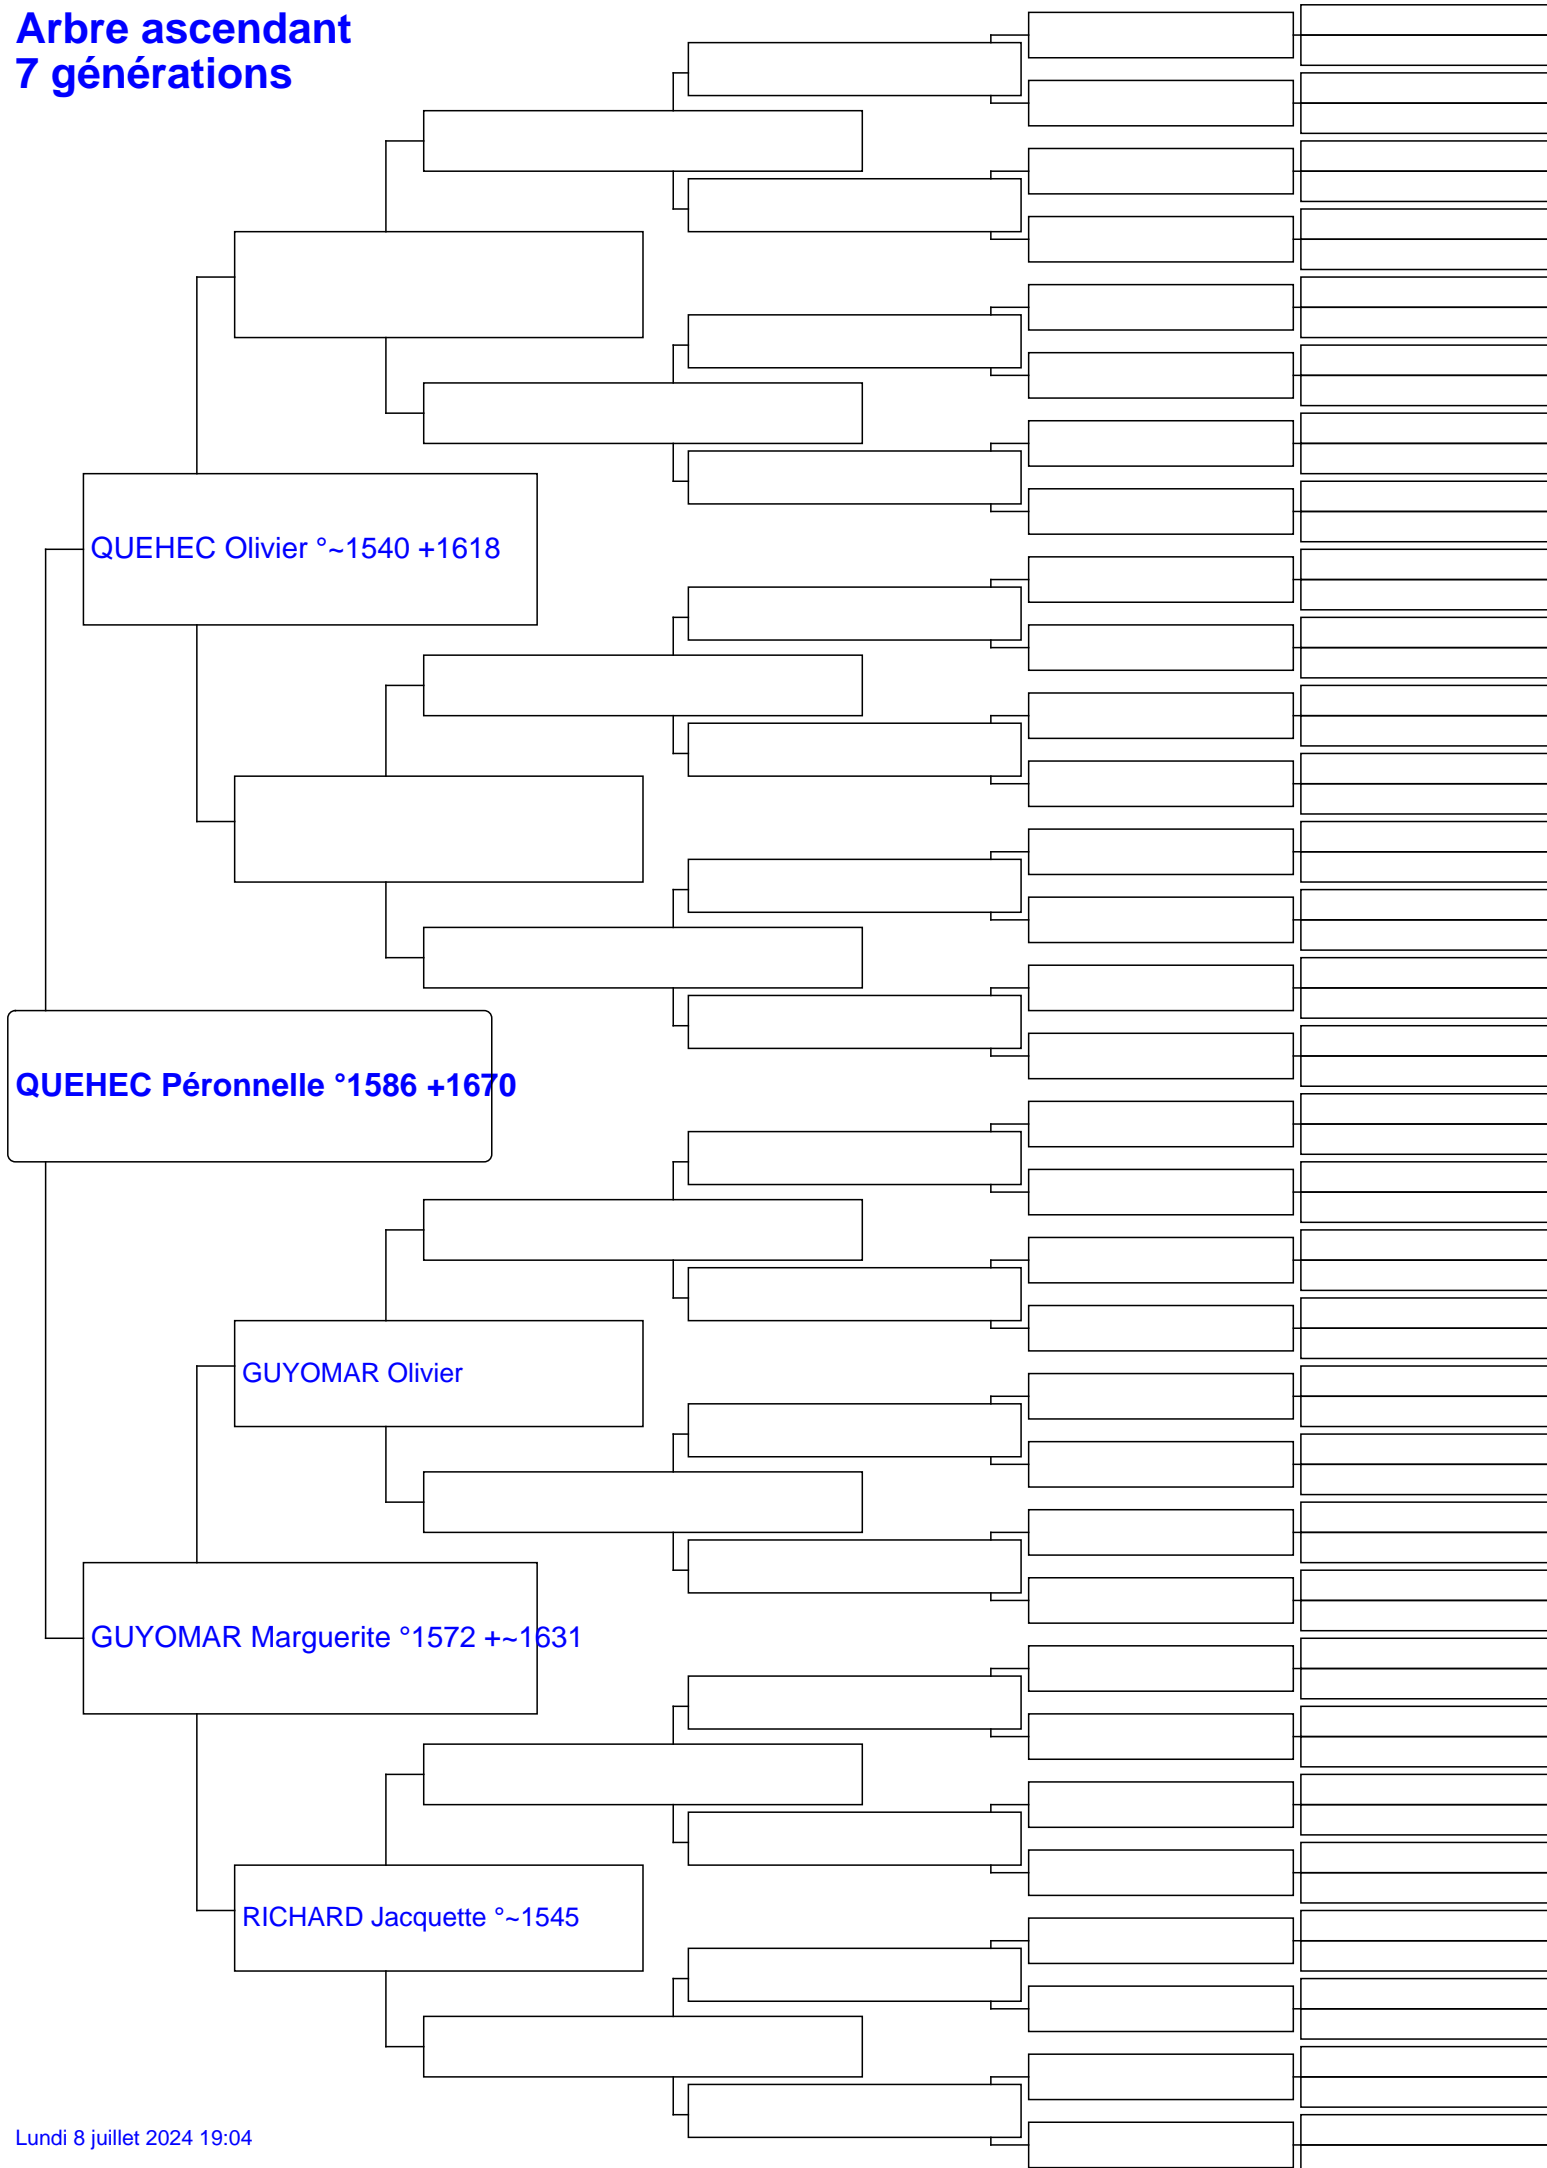 Arbre ascendant
7 générations
QUEHEC Olivier °~1540 +1618
QUEHEC Péronnelle °1586 +1670
GUYOMAR Olivier
GUYOMAR Marguerite °1572 +~1631
RICHARD Jacquette °~1545
Lundi 8 juillet 2024 19:04